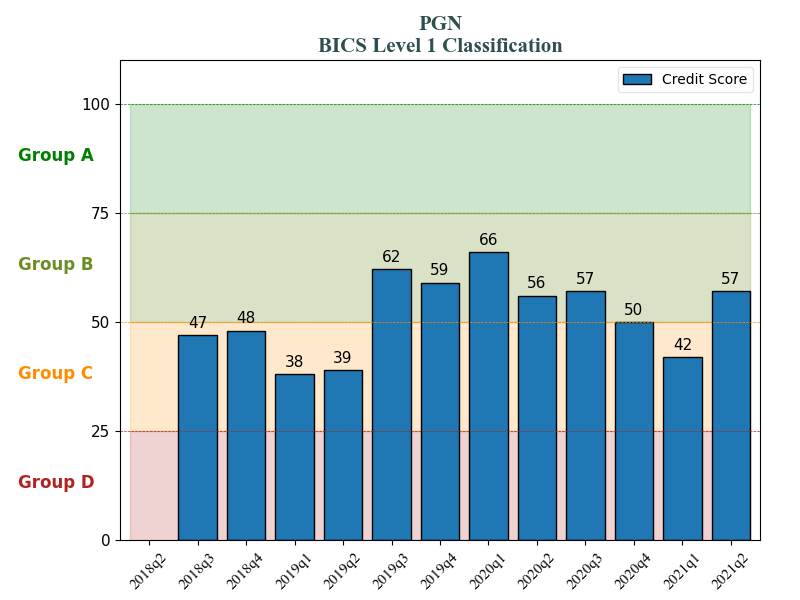 PGN
BICS Level 1 Classification
Credit Score
100
Group A
75
66
62
59
57
57
56
Group B
50
50
48
47
42
39
38
Group C
25
Group D
0
2018q2
2018q3
2018q4
2019q1
2019q2
2019q3
2019q4
2020q1
2020q2
2020q3
2020q4
2021q1
2021q2